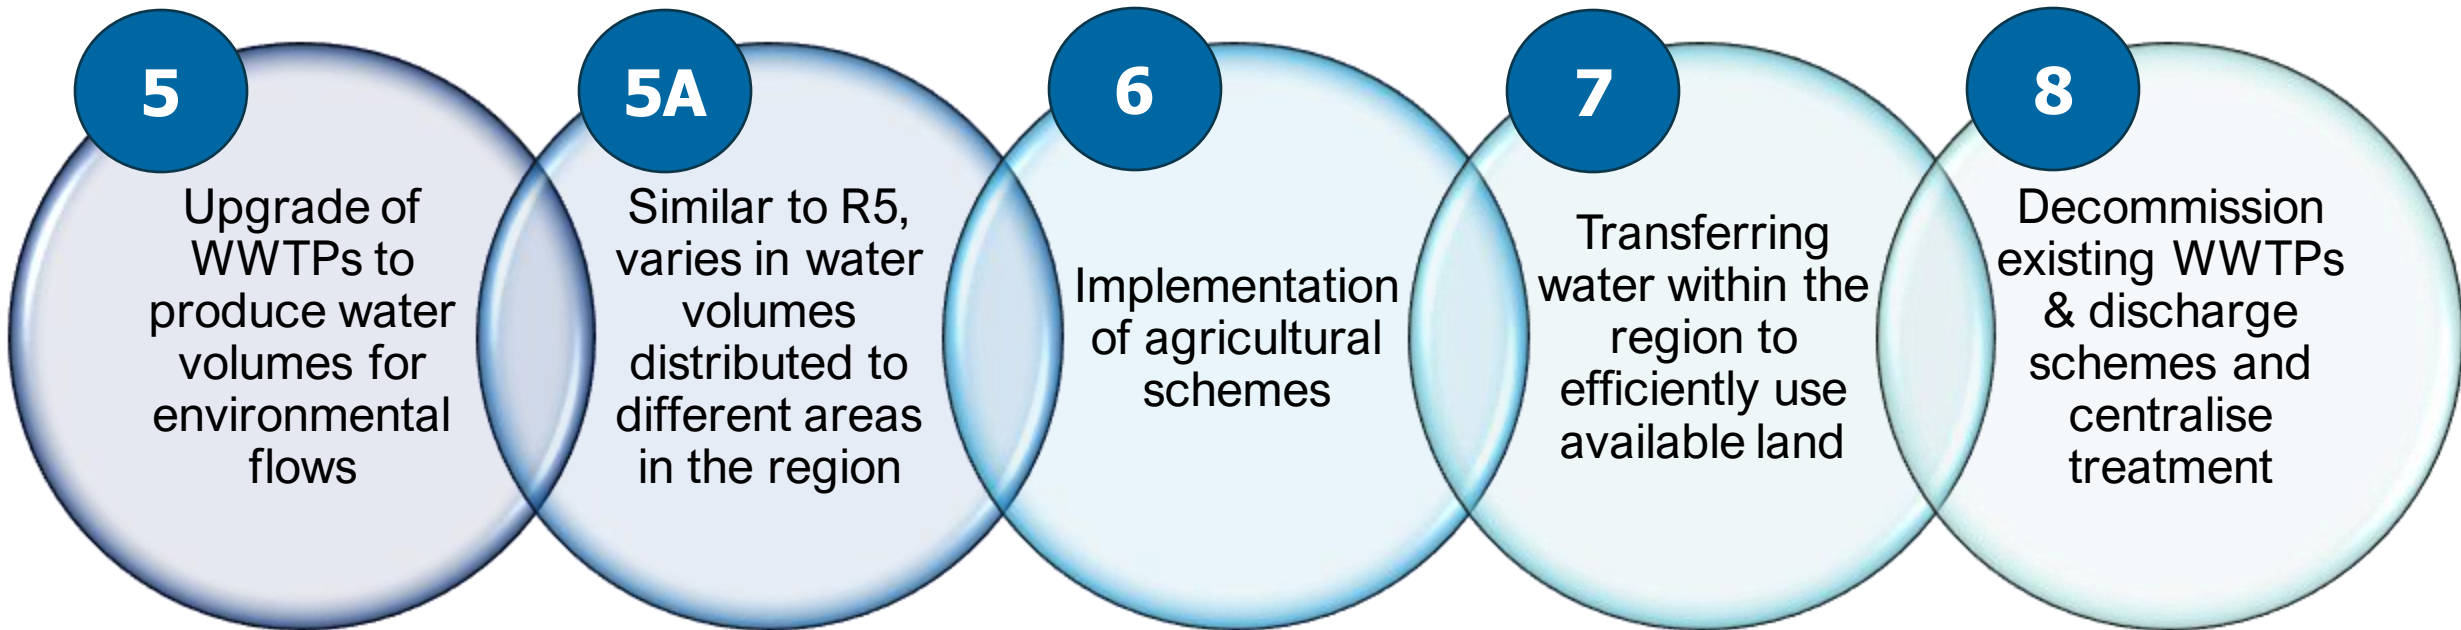 5
Upgrade of
WWTPs to
produce water
volumes for
environmental
flows
5A
Similar to R5,
varies in water
volumes
distributed to
different areas
in the region
6
Implementation
of agricultural
schemes
7
Transferring
water within the
region to
efficiently use
available land
8
Decommission
existing WWTPs
& discharge
schemes and
centralise
treatment